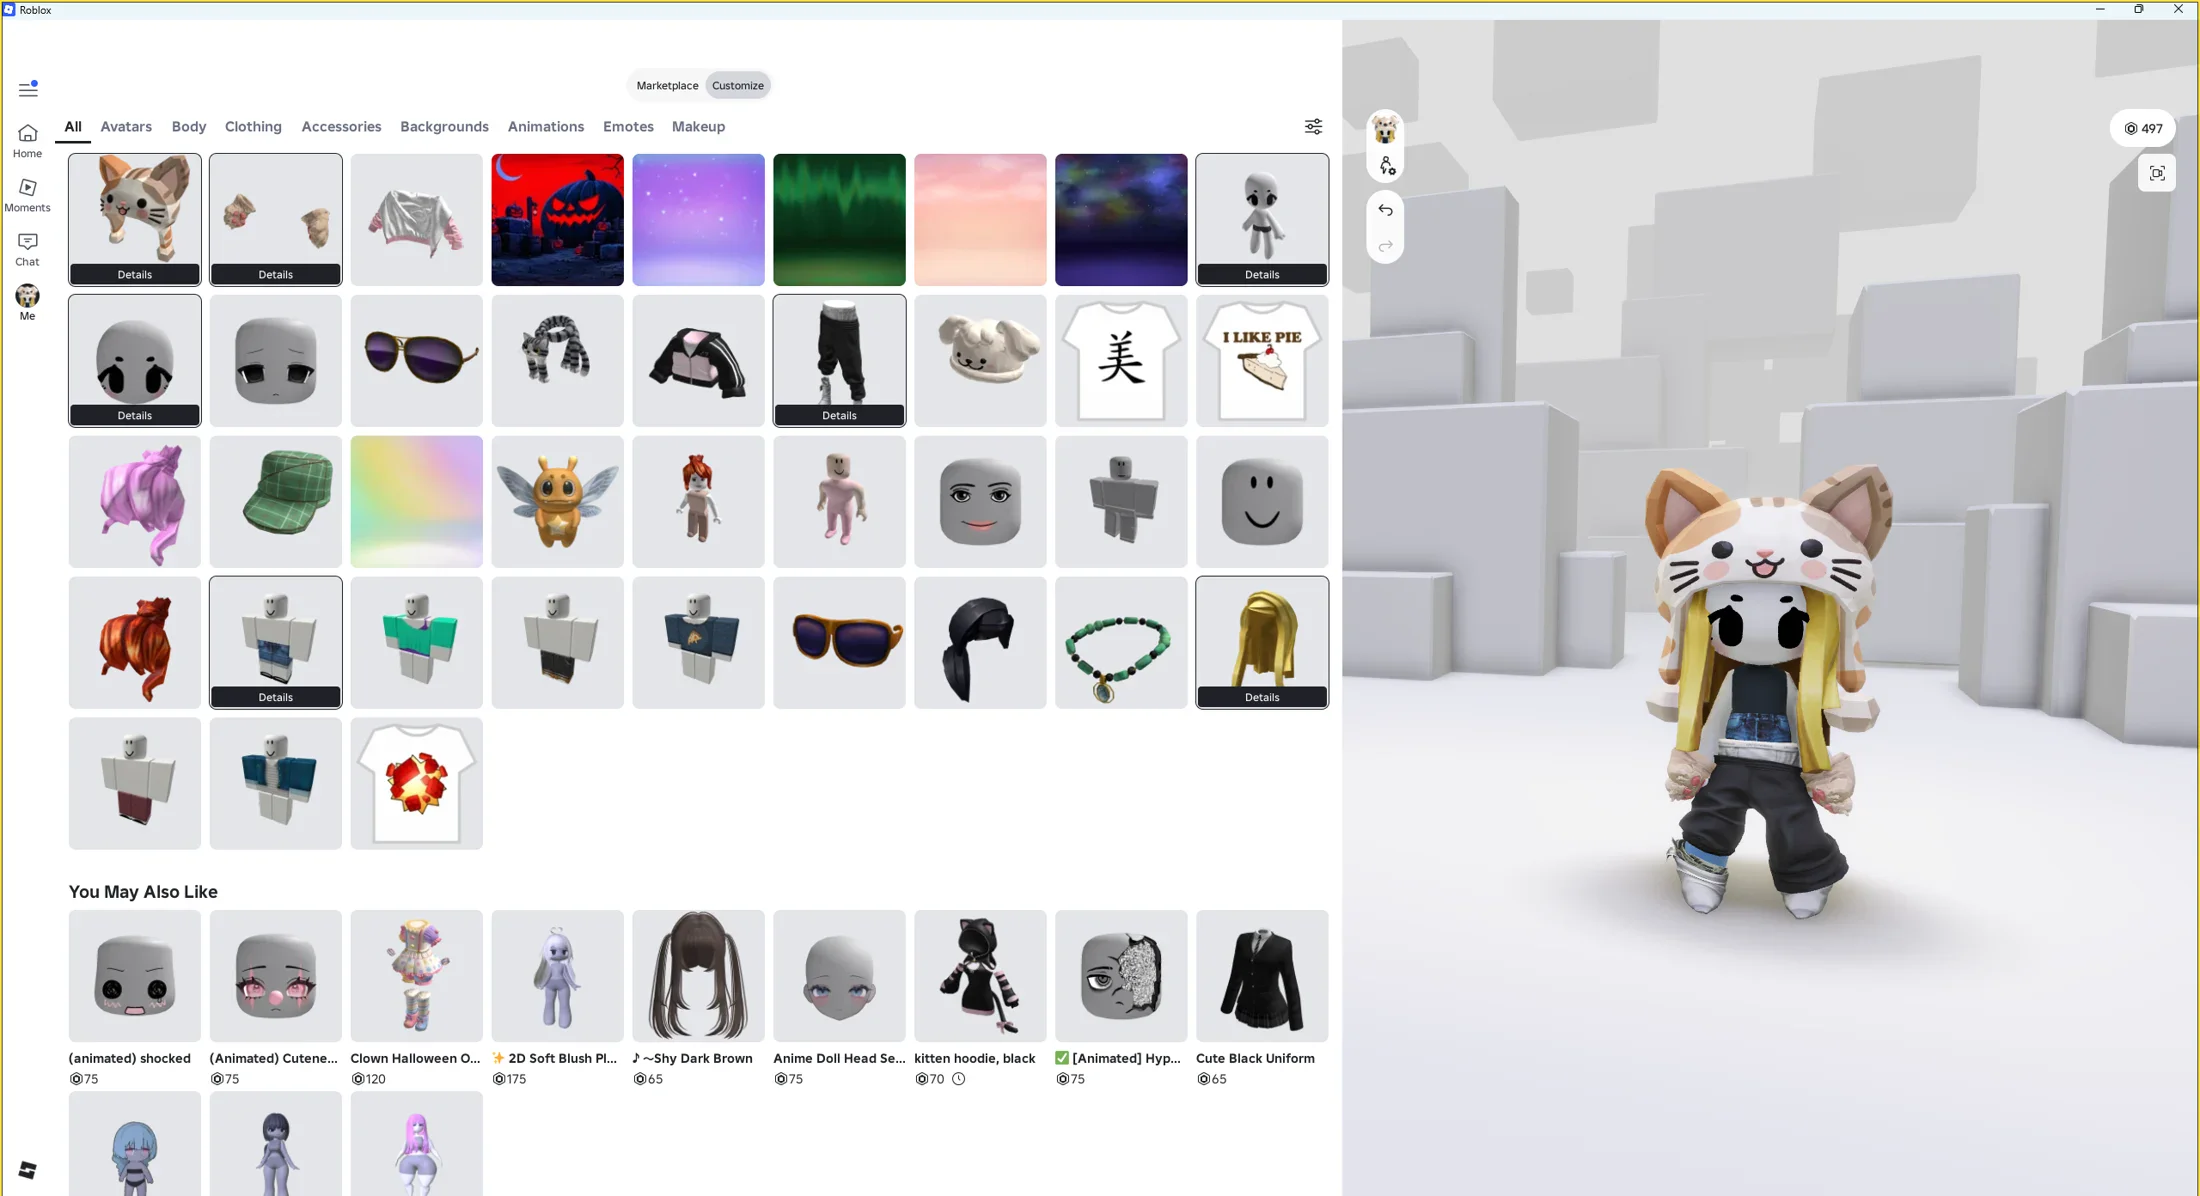 Roblox
Marketplace Customize
All Avatars Body Clothing Accessories Backgrounds Animations Emotes Makeup
497
Home
Moments
Chat
Me
Details Details Details
Details Details
美
I LIKE PIE
Details Details
You May Also Like
(animated) shocked
75
(Animated) Cutene...
75
Clown Halloween O...
120
✨ 2D Soft Blush Pl...
175
♪ ～Shy Dark Brown
65
Anime Doll Head Se...
75
kitten hoodie, black
70
✅ [Animated] Hyp...
75
Cute Black Uniform
65